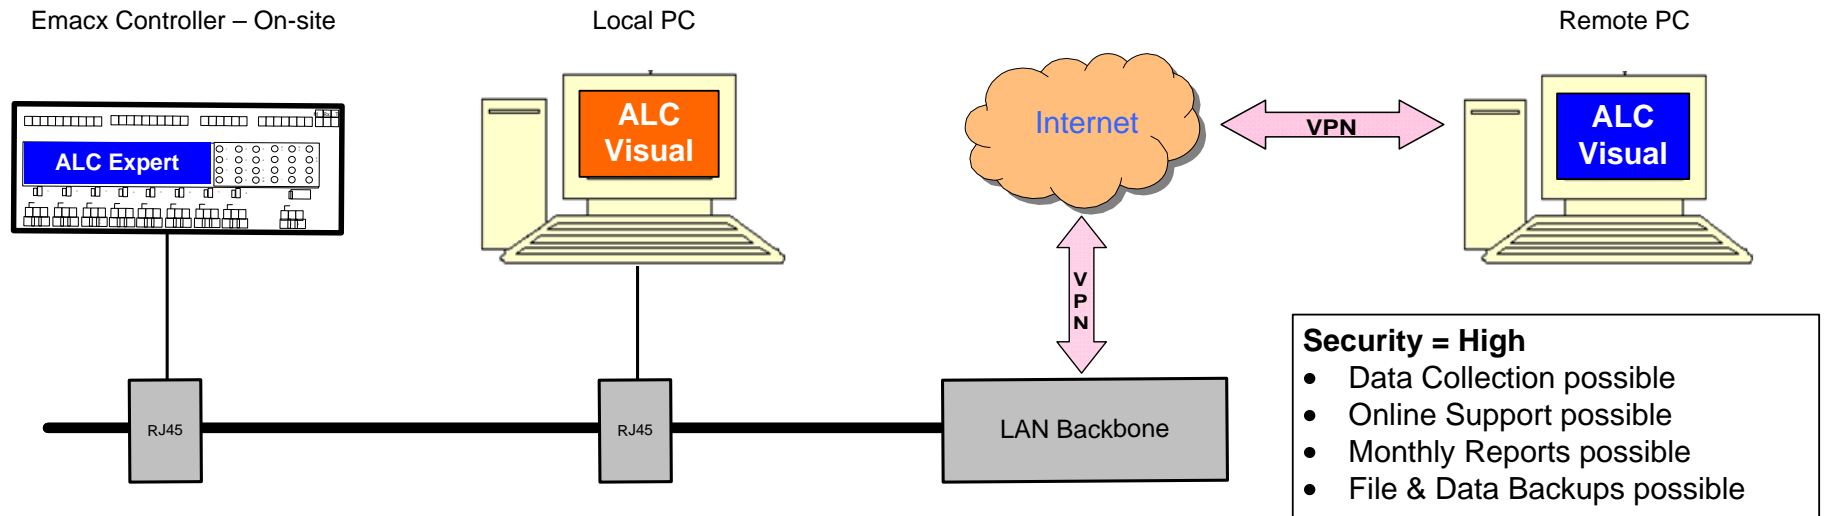 Emacx Controller – On-site
Local PC
Remote PC
ALC Expert
ALC
Visual
Internet
VPN
ALC
Visual
V
P
N
RJ45
RJ45
LAN Backbone
Security = High
• Data Collection possible
• Online Support possible
• Monthly Reports possible
• File & Data Backups possible